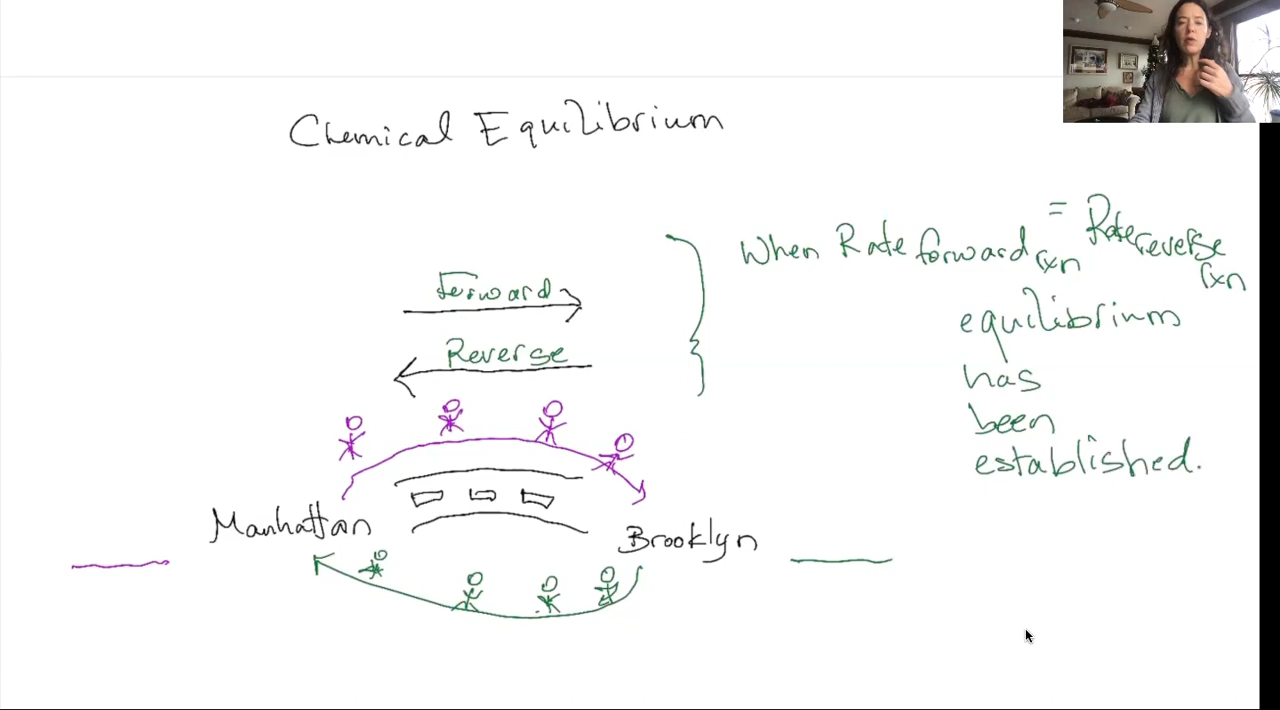 Chemical Equilibrium
Forward
Reverse
Manhattan
Brooklyn
When Rate forward rxn = Rate reverse rxn
equilibrium
has
been
established.